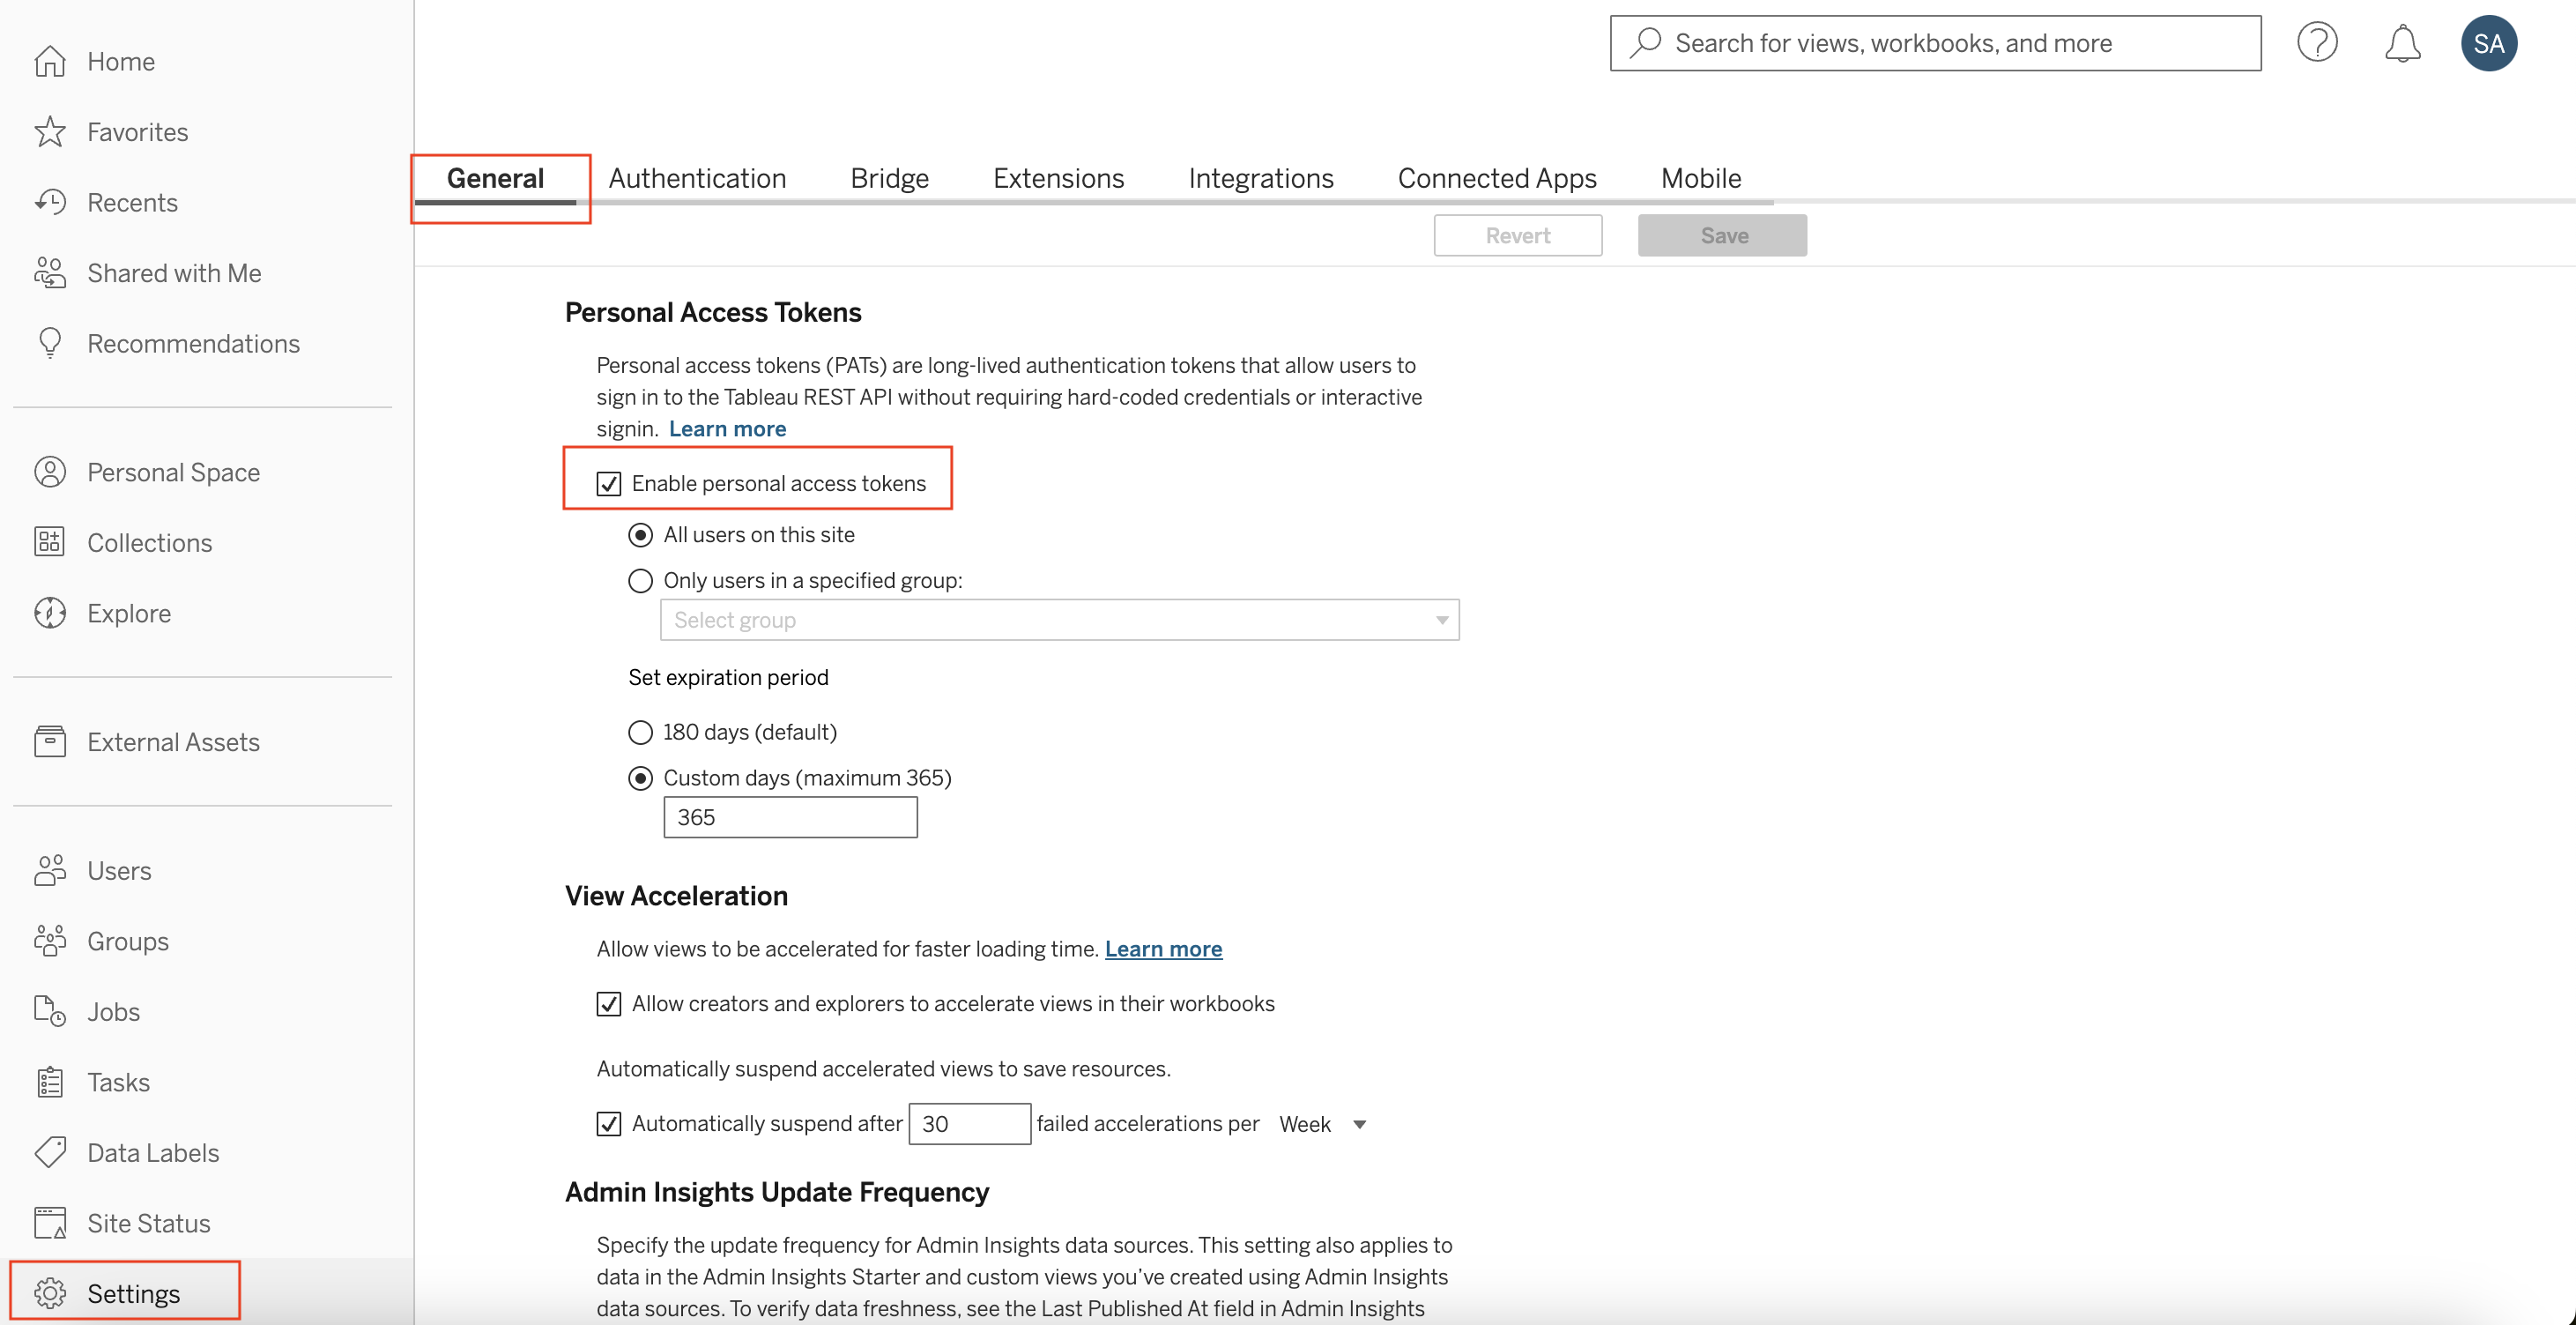 Home
Favorites
Recents
Shared with Me
Recommendations
Personal Space
Collections
Explore
External Assets
Users
Groups
Jobs
Tasks
Data Labels
Site Status
Settings
Search for views, workbooks, and more
SA
General Authentication Bridge Extensions Integrations Connected Apps Mobile
Revert Save
Personal Access Tokens
Personal access tokens (PATs) are long-lived authentication tokens that allow users to
sign in to the Tableau REST API without requiring hard-coded credentials or interactive
signin. Learn more
Enable personal access tokens
All users on this site
Only users in a specified group:
Select group
Set expiration period
180 days (default)
Custom days (maximum 365)
365
View Acceleration
Allow views to be accelerated for faster loading time. Learn more
Allow creators and explorers to accelerate views in their workbooks
Automatically suspend accelerated views to save resources.
Automatically suspend after 30 failed accelerations per Week
Admin Insights Update Frequency
Specify the update frequency for Admin Insights data sources. This setting also applies to
data in the Admin Insights Starter and custom views you've created using Admin Insights
data sources. To verify data freshness, see the Last Published At field in Admin Insights